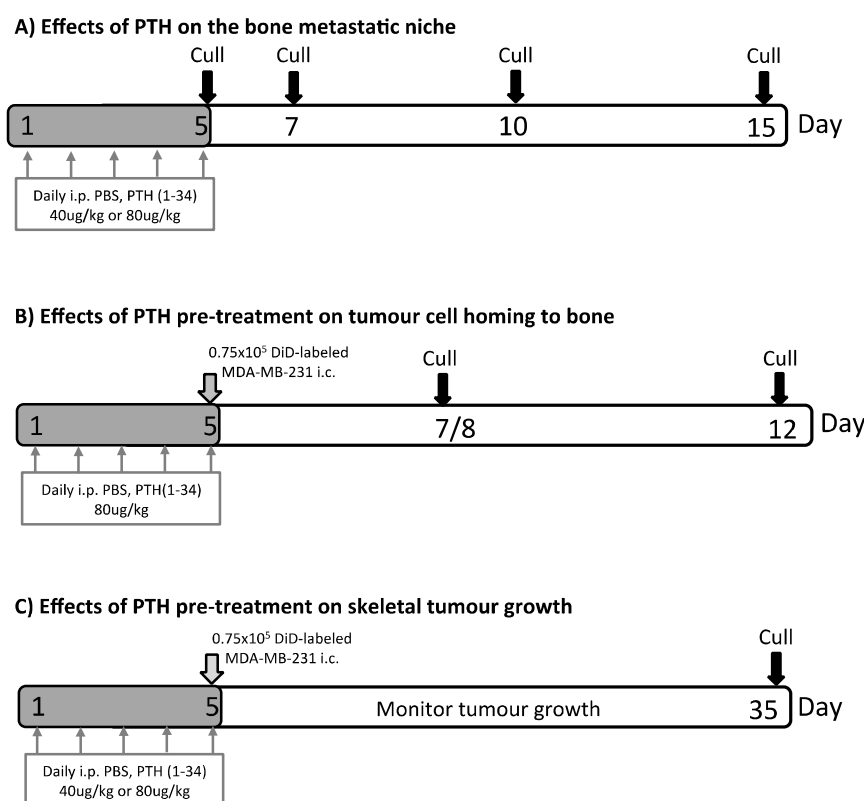 A) Effects of PTH on the bone metastatic niche
Cull Cull Cull Cull
1 5 7 10 15 Day
Daily i.p. PBS, PTH (1-34)
40ug/kg or 80ug/kg
B) Effects of PTH pre-treatment on tumour cell homing to bone
0.75x10⁵ DiD-labeled
MDA-MB-231 i.c.
Cull Cull
1 5 7/8 12 Day
Daily i.p. PBS, PTH(1-34)
80ug/kg
C) Effects of PTH pre-treatment on skeletal tumour growth
0.75x10⁵ DiD-labeled
MDA-MB-231 i.c.
Cull
1 5 Monitor tumour growth 35 Day
Daily i.p. PBS, PTH (1-34)
40ug/kg or 80ug/kg